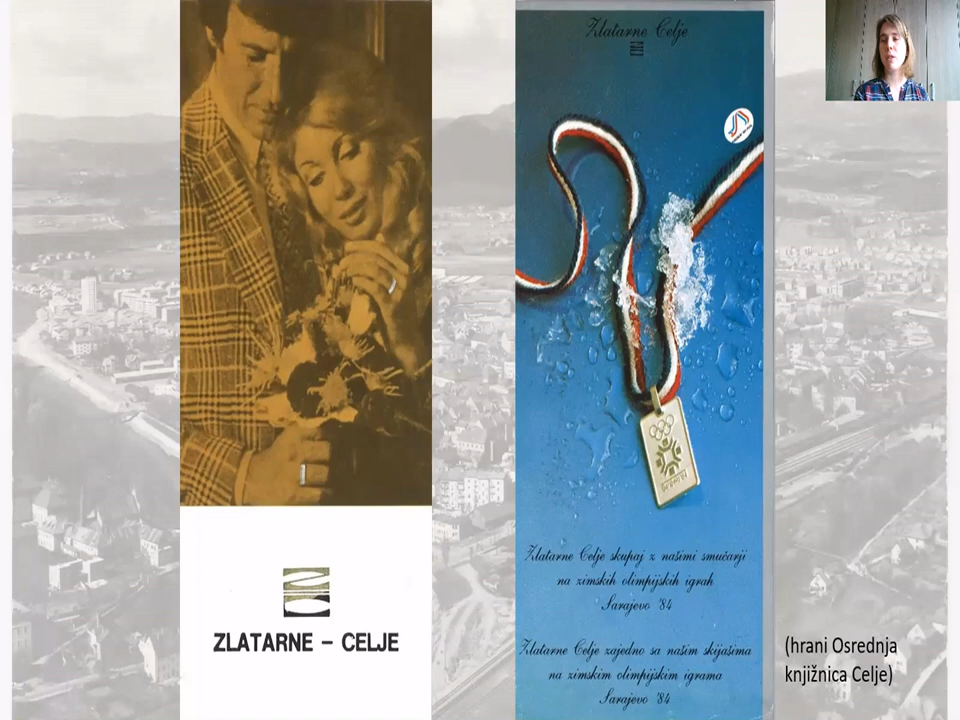 ZLATARNE – CELJE
Zlatarne Celje
Zlatarne Celje skupaj z našimi smučarji
na zimskih olimpijskih igrah
Sarajevo '84
Zlatarne Celje zajedno sa našim skijašima
na zimskim olimpijskim igrama
Sarajevo '84
(hrani Osrednja
knjižnica Celje)